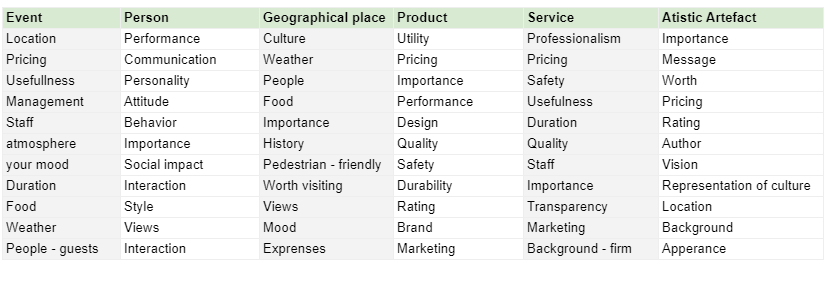 Event Person Geographical place Product Service Atistic Artefact
Location Performance Culture Utility Professionalism Importance
Pricing Communication Weather Pricing Pricing Message
Usefullness Personality People Importance Safety Worth
Management Attitude Food Performance Usefulness Pricing
Staff Behavior Importance Design Duration Rating
atmosphere Importance History Quality Quality Author
your mood Social impact Pedestrian - friendly Safety Staff Vision
Duration Interaction Worth visiting Durability Importance Representation of culture
Food Style Views Rating Transparency Location
Weather Views Mood Brand Marketing Background
People - guests Interaction Exprenses Marketing Background - firm Apperance